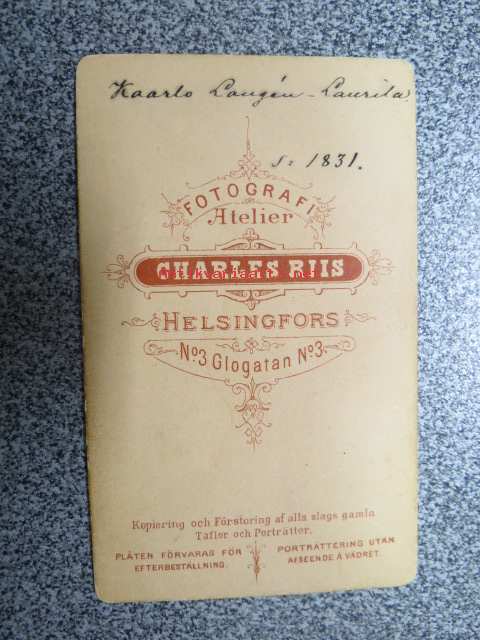 Kaarlo Langén-Laurila
S: 1831.
FOTOGRAFI
Atelier
CHARLES RIIS
HELSINGFORS
No3 Glogatan No3.
Kopiering och Förstoring af alla slags gamla
Taflor och Porträtter.
PLÅTEN FÖRVARAS FÖR
EFTERBESTÄLLNING.
PORTRÄTTERING UTAN
AFSEENDE Å VÄDRET.